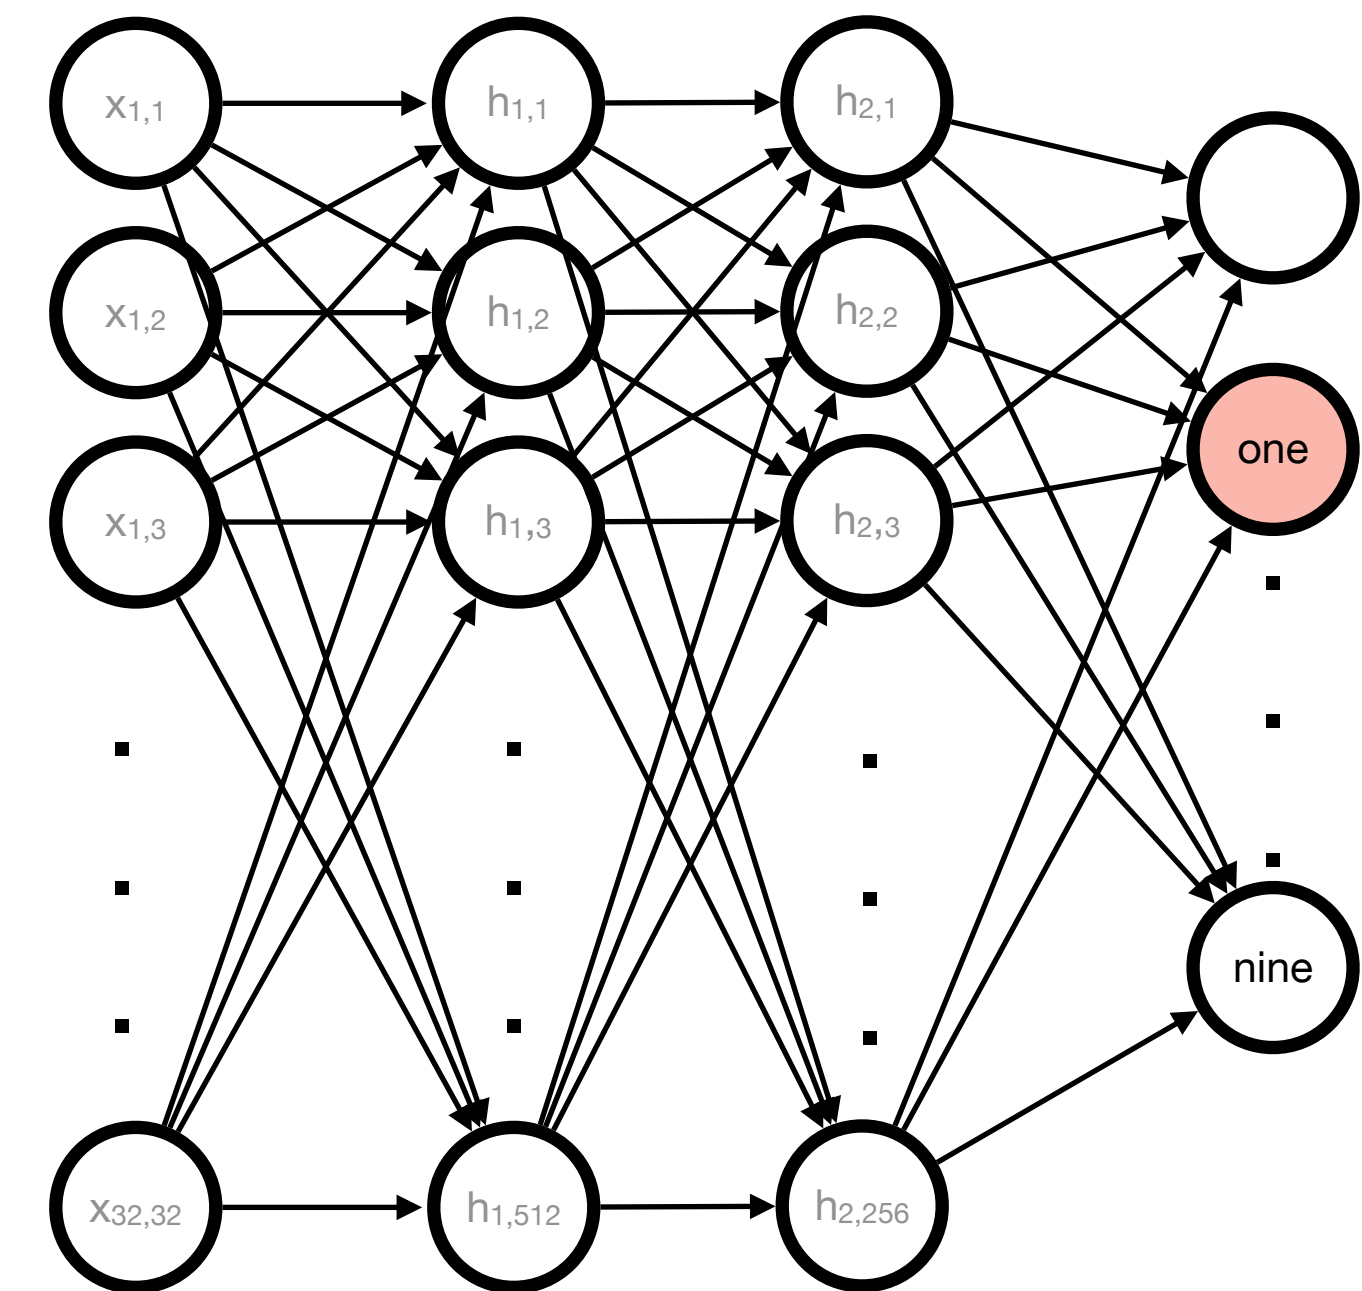 x1,1
h1,1
h2,1
x1,2
h1,2
h2,2
one
x1,3
h1,3
h2,3
nine
x32,32
h1,512
h2,256